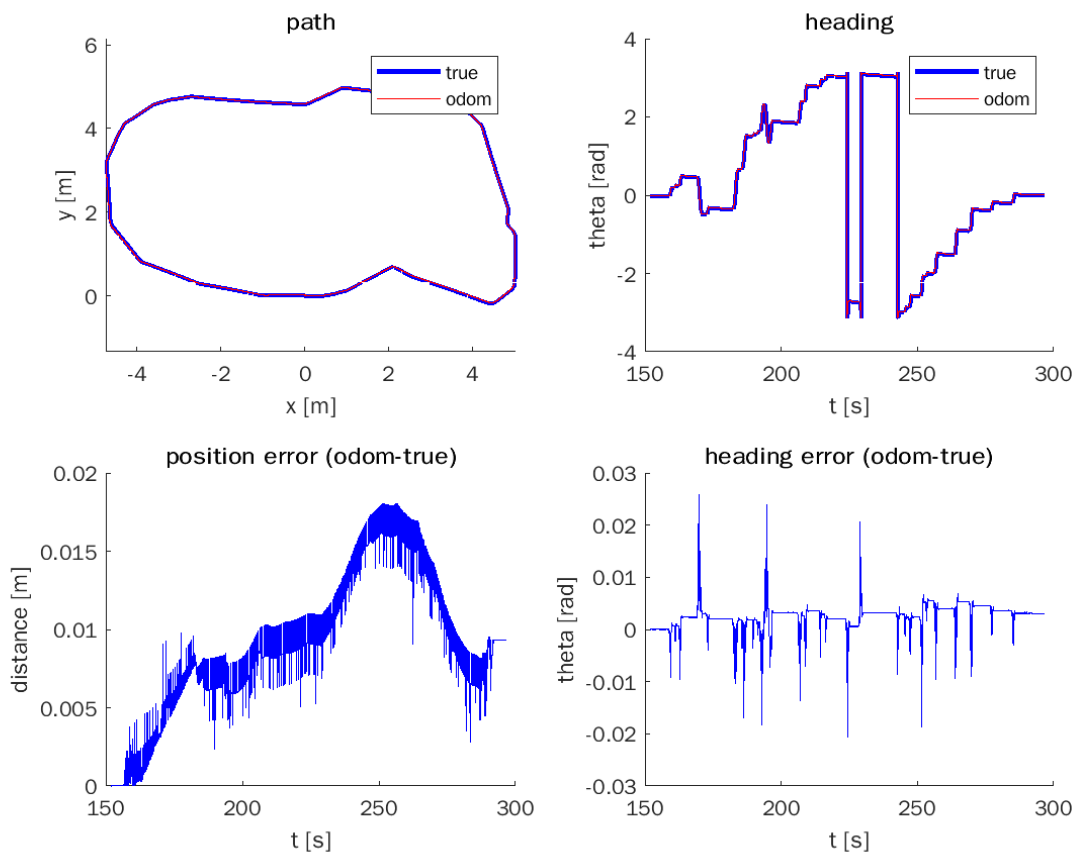 path
6
4
2
0
y [m]
-4
-2
0
2
4
x [m]
true
odom
heading
4
2
0
-2
-4
theta [rad]
150
200
250
300
t [s]
true
odom
position error (odom-true)
0.02
0.015
0.01
0.005
0
distance [m]
150
200
250
300
t [s]
heading error (odom-true)
0.03
0.02
0.01
0
-0.01
-0.02
-0.03
theta [rad]
150
200
250
300
t [s]